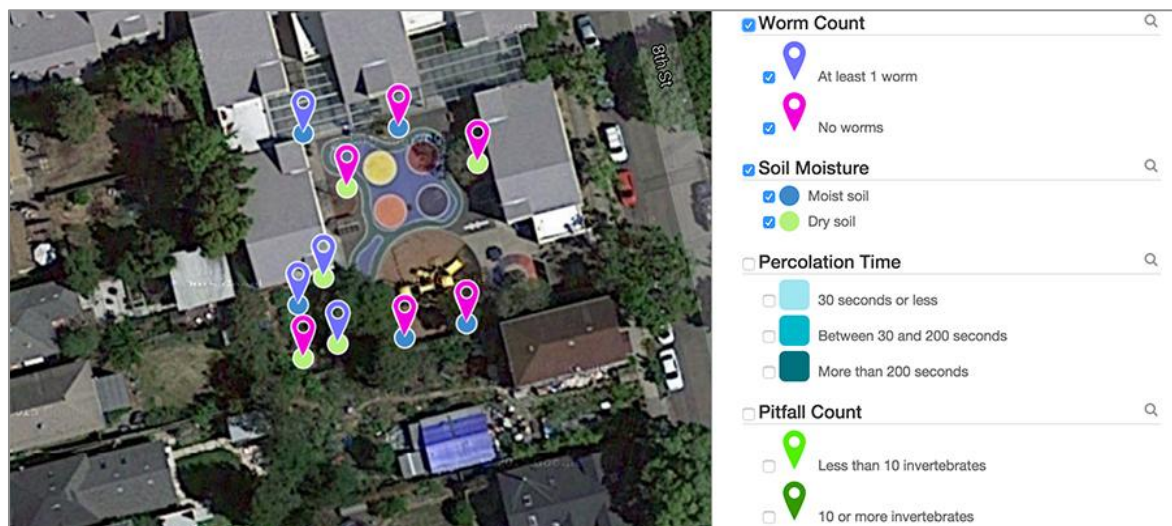 8th St
Worm Count
At least 1 worm
No worms
Soil Moisture
Moist soil
Dry soil
Percolation Time
30 seconds or less
Between 30 and 200 seconds
More than 200 seconds
Pitfall Count
Less than 10 invertebrates
10 or more invertebrates